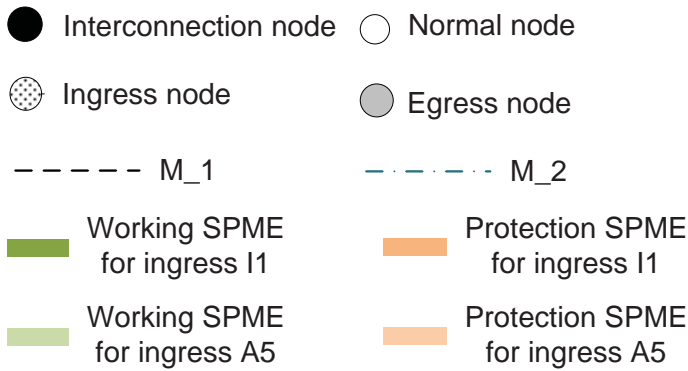 Interconnection node
Normal node
Ingress node
Egress node
M_1
M_2
Working SPME
for ingress I1
Protection SPME
for ingress I1
Working SPME
for ingress A5
Protection SPME
for ingress A5